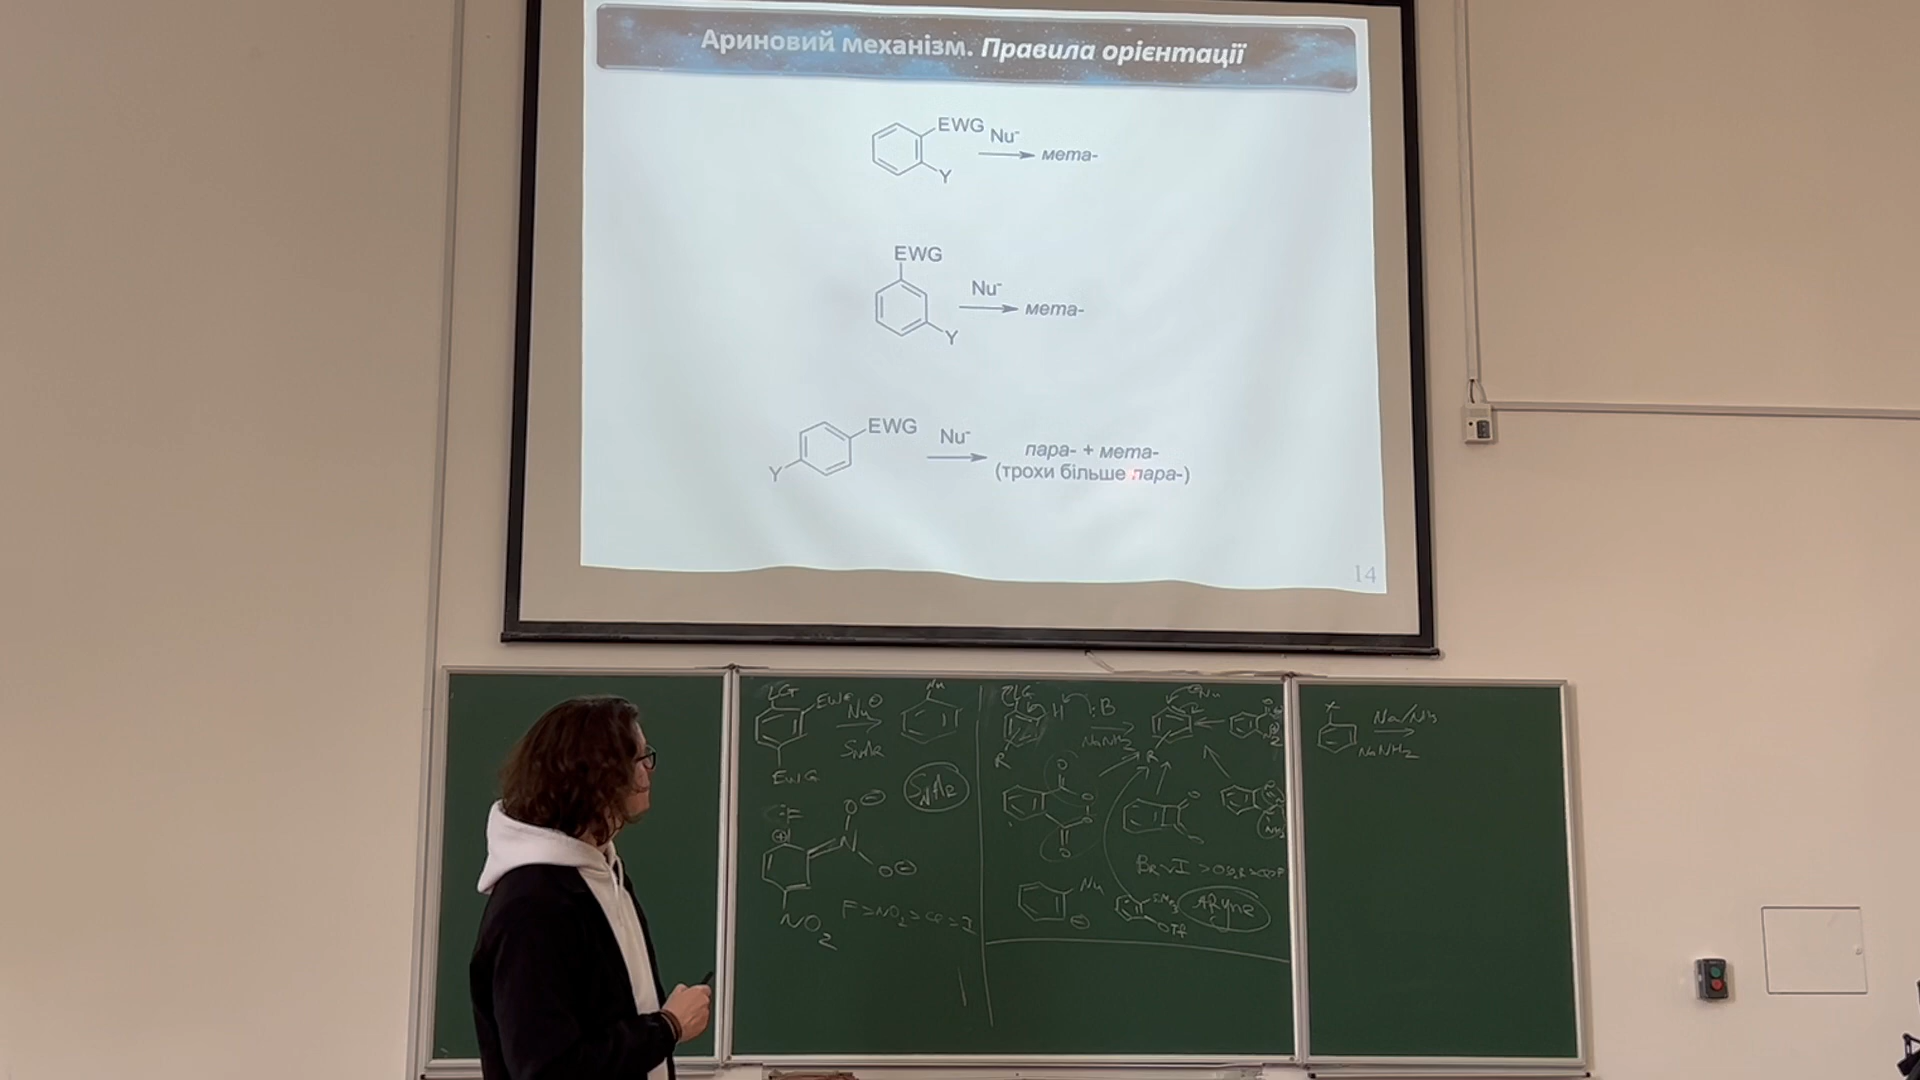 Ариновий механізм. Правила орієнтації
EWG
Nu-
мета-
Y
EWG
Nu-
мета-
Y
EWG
Nu-
пара- + мета-
Y
(трохи більше пара-)
14
LG
EWG
Nu⊖
SNAr
Nu
EWG
SNAr
F
O⊖
N
O⊖
NO2
F > NO2 > Cl ≥ I
LG
H
:B
NaNH2
R
Nu
R
O
O
Nu
⊖
OTf
ARyne
X
Na/NH3
NaNH2